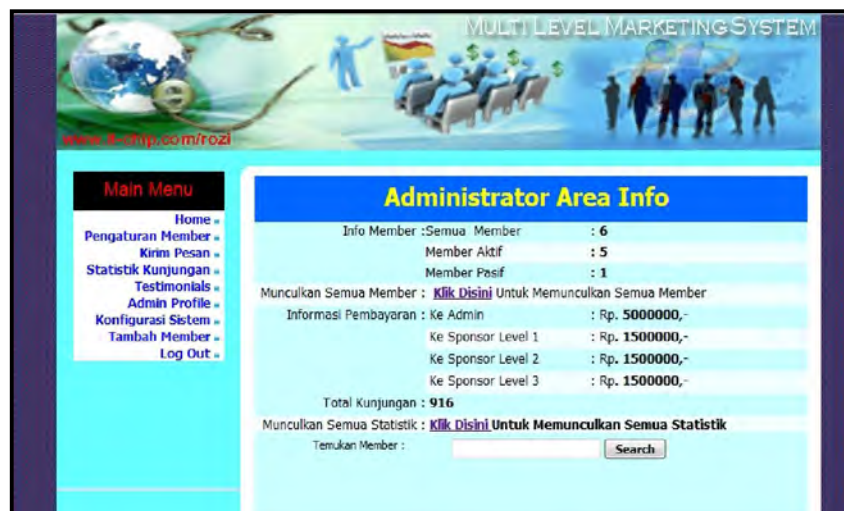 MULTI LEVEL MARKETING SYSTEM
www.it-chip.com/rozi
Main Menu
Home »
Pengaturan Member »
Kirim Pesan »
Statistik Kunjungan »
Testimonials »
Admin Profile »
Konfigurasi Sistem »
Tambah Member »
Log Out »
Administrator Area Info
Info Member :Semua Member : 6
Member Aktif : 5
Member Pasif : 1
Munculkan Semua Member : Klik Disini Untuk Memunculkan Semua Member
Informasi Pembayaran : Ke Admin : Rp. 5000000,-
Ke Sponsor Level 1 : Rp. 1500000,-
Ke Sponsor Level 2 : Rp. 1500000,-
Ke Sponsor Level 3 : Rp. 1500000,-
Total Kunjungan : 916
Munculkan Semua Statistik : Klik Disini Untuk Memunculkan Semua Statistik
Temukan Member : Search